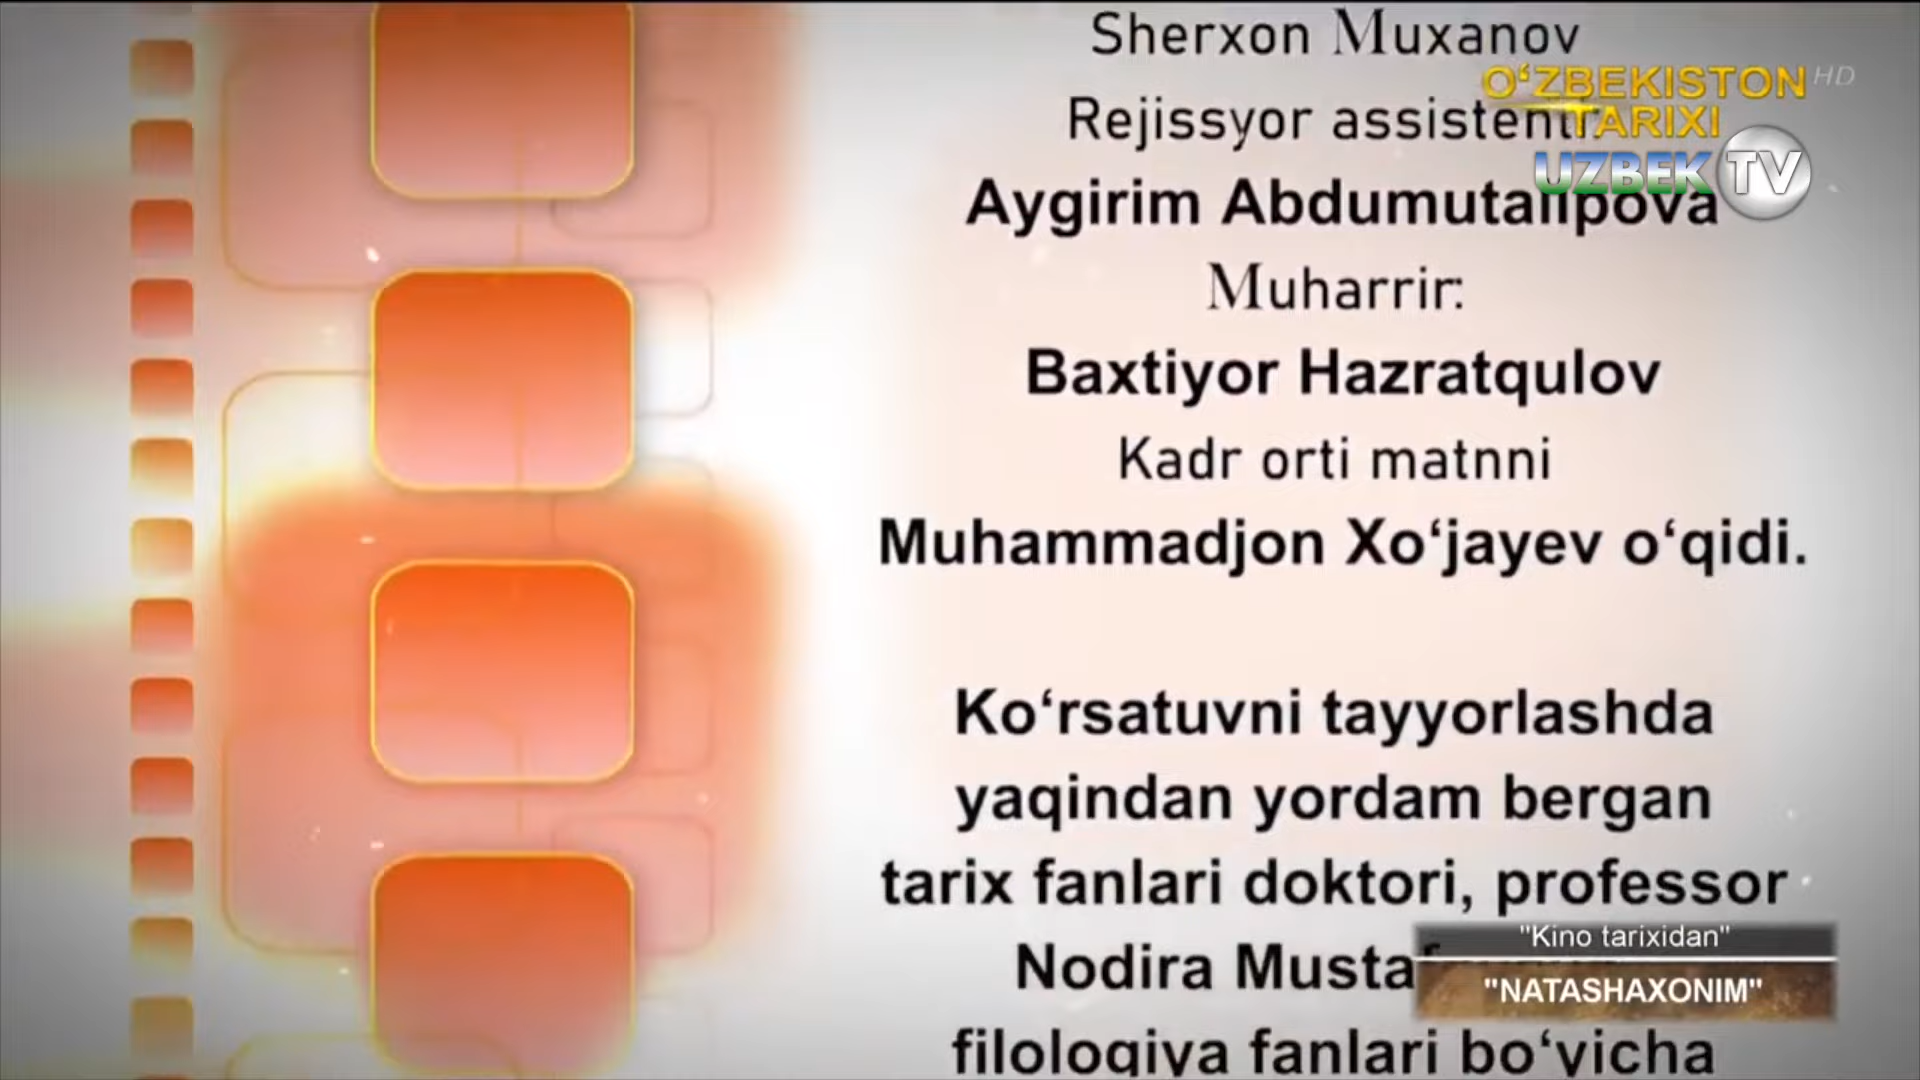 Sherxon Muxanov
O‘ZBEKISTON HD
TARIXI
Rejissyor assistenti:
UZBEK TV
Aygirim Abdumutalipova
Muharrir:
Baxtiyor Hazratqulov
Kadr orti matnni
Muhammadjon Xo‘jayev o‘qidi.
Ko‘rsatuvni tayyorlashda
yaqindan yordam bergan
tarix fanlari doktori, professor
Nodira
filologiya fanlari bo‘yicha
"Kino tarixidan"
"NATASHAXONIM"